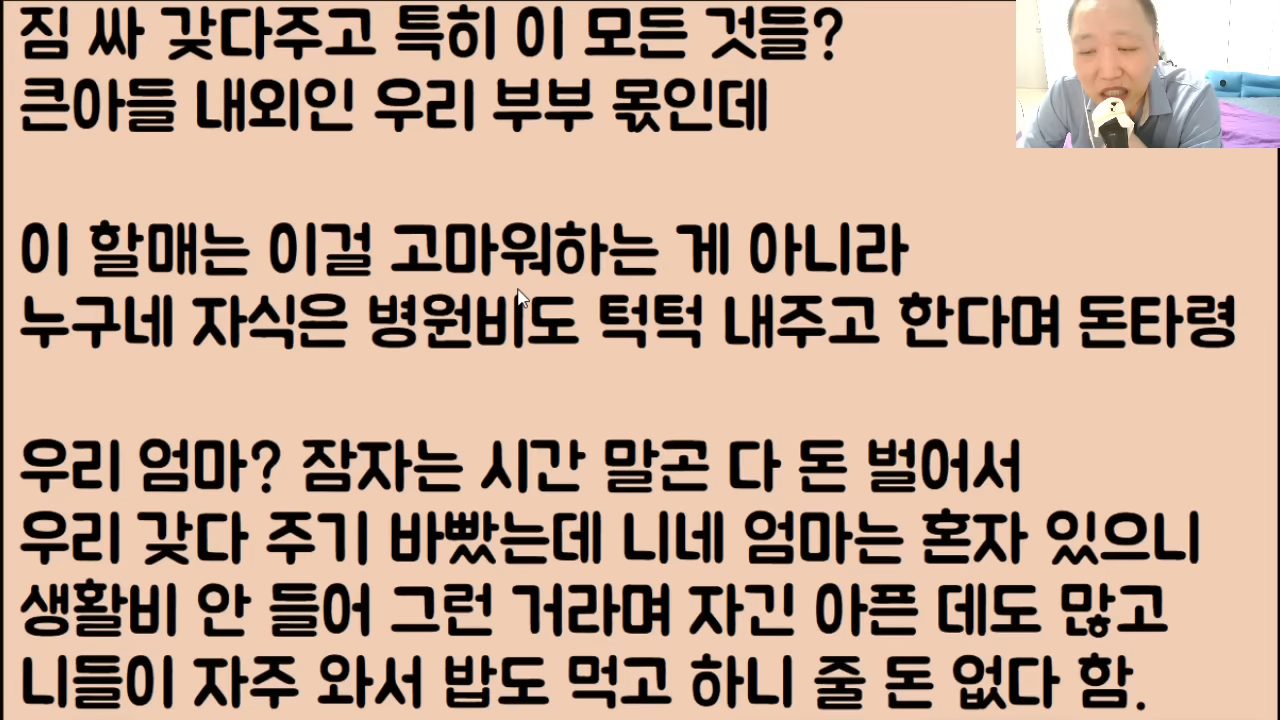 짐 싸 갖다주고 특히 이 모든 것들?
큰아들 내외인 우리 부부 몫인데
이 할매는 이걸 고마워하는 게 아니라
누구네 자식은 병원비도 턱턱 내주고 한다며 돈타령
우리 엄마? 잠자는 시간 말곤 다 돈 벌어서
우리 갖다 주기 바빴는데 니네 엄마는 혼자 있으니
생활비 안 들어 그런 거라며 자긴 아픈 데도 많고
니들이 자주 와서 밥도 먹고 하니 줄 돈 없다 함.